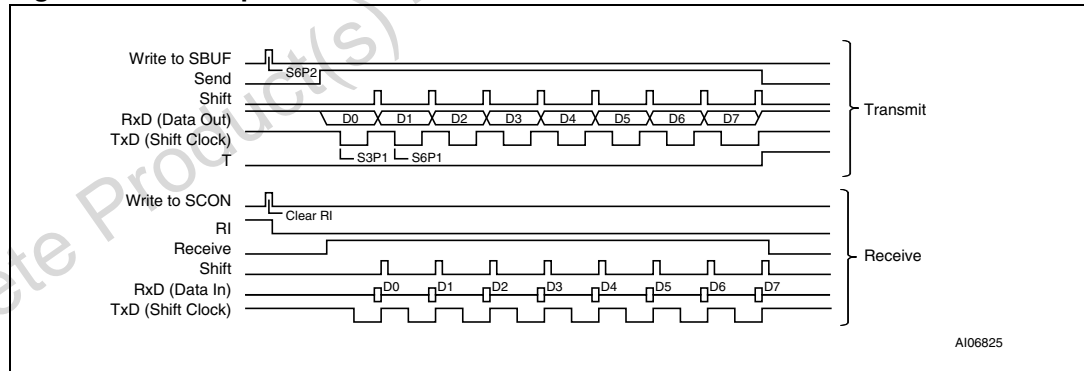 Write to SBUF
S6P2
Send
Shift
RxD (Data Out) D0 D1 D2 D3 D4 D5 D6 D7
TxD (Shift Clock)
S3P1 S6P1
T
Transmit
Write to SCON
Clear RI
RI
Receive
Shift
RxD (Data In) D0 D1 D2 D3 D4 D5 D6 D7
TxD (Shift Clock)
Receive
AI06825
ete Product(s)